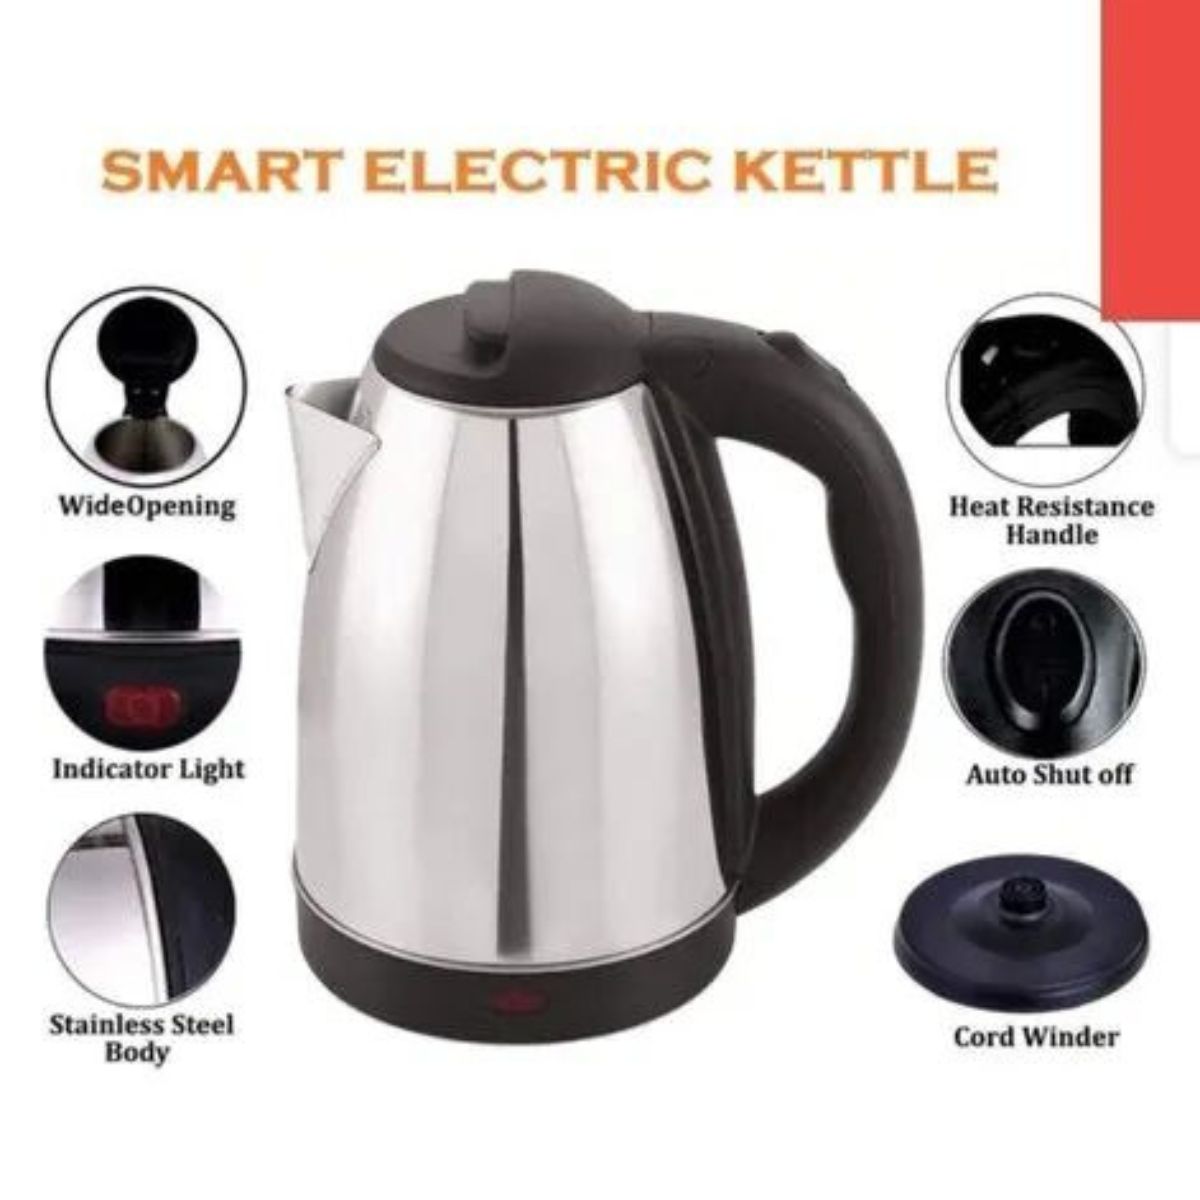 SMART ELECTRIC KETTLE
WideOpening
Heat Resistance
Handle
Indicator Light
Auto Shut off
Stainless Steel
Body
Cord Winder